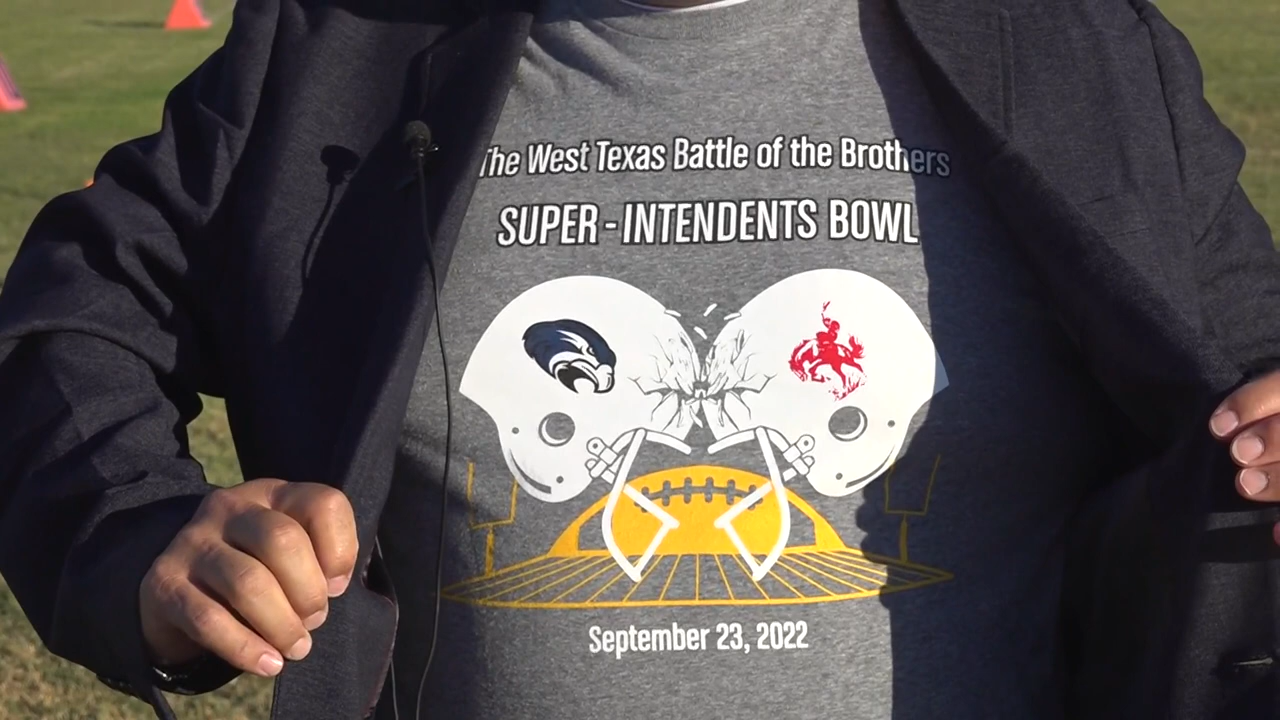 The West Texas Battle of the Brothers
SUPER - INTENDENTS BOWL
September 23, 2022